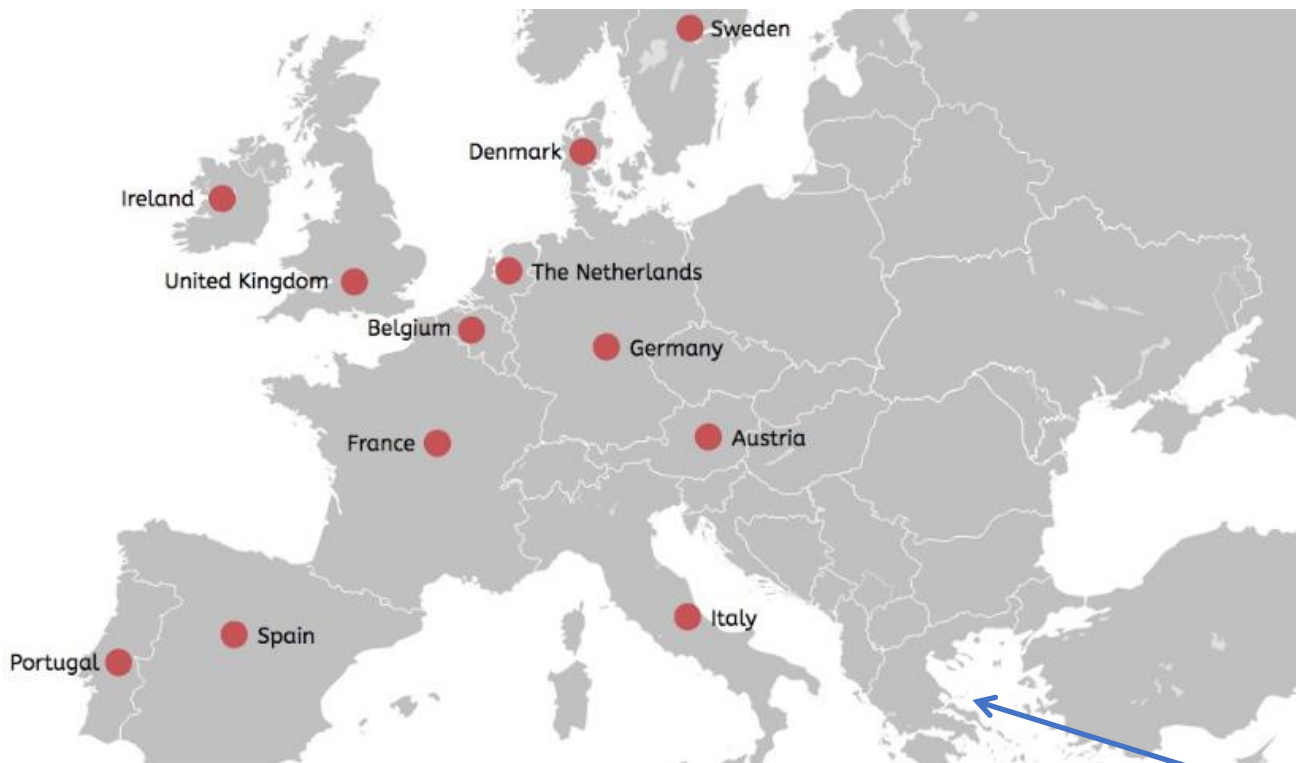 Sweden
Denmark
Ireland
The Netherlands
United Kingdom
Belgium
Germany
Austria
France
Italy
Spain
Portugal